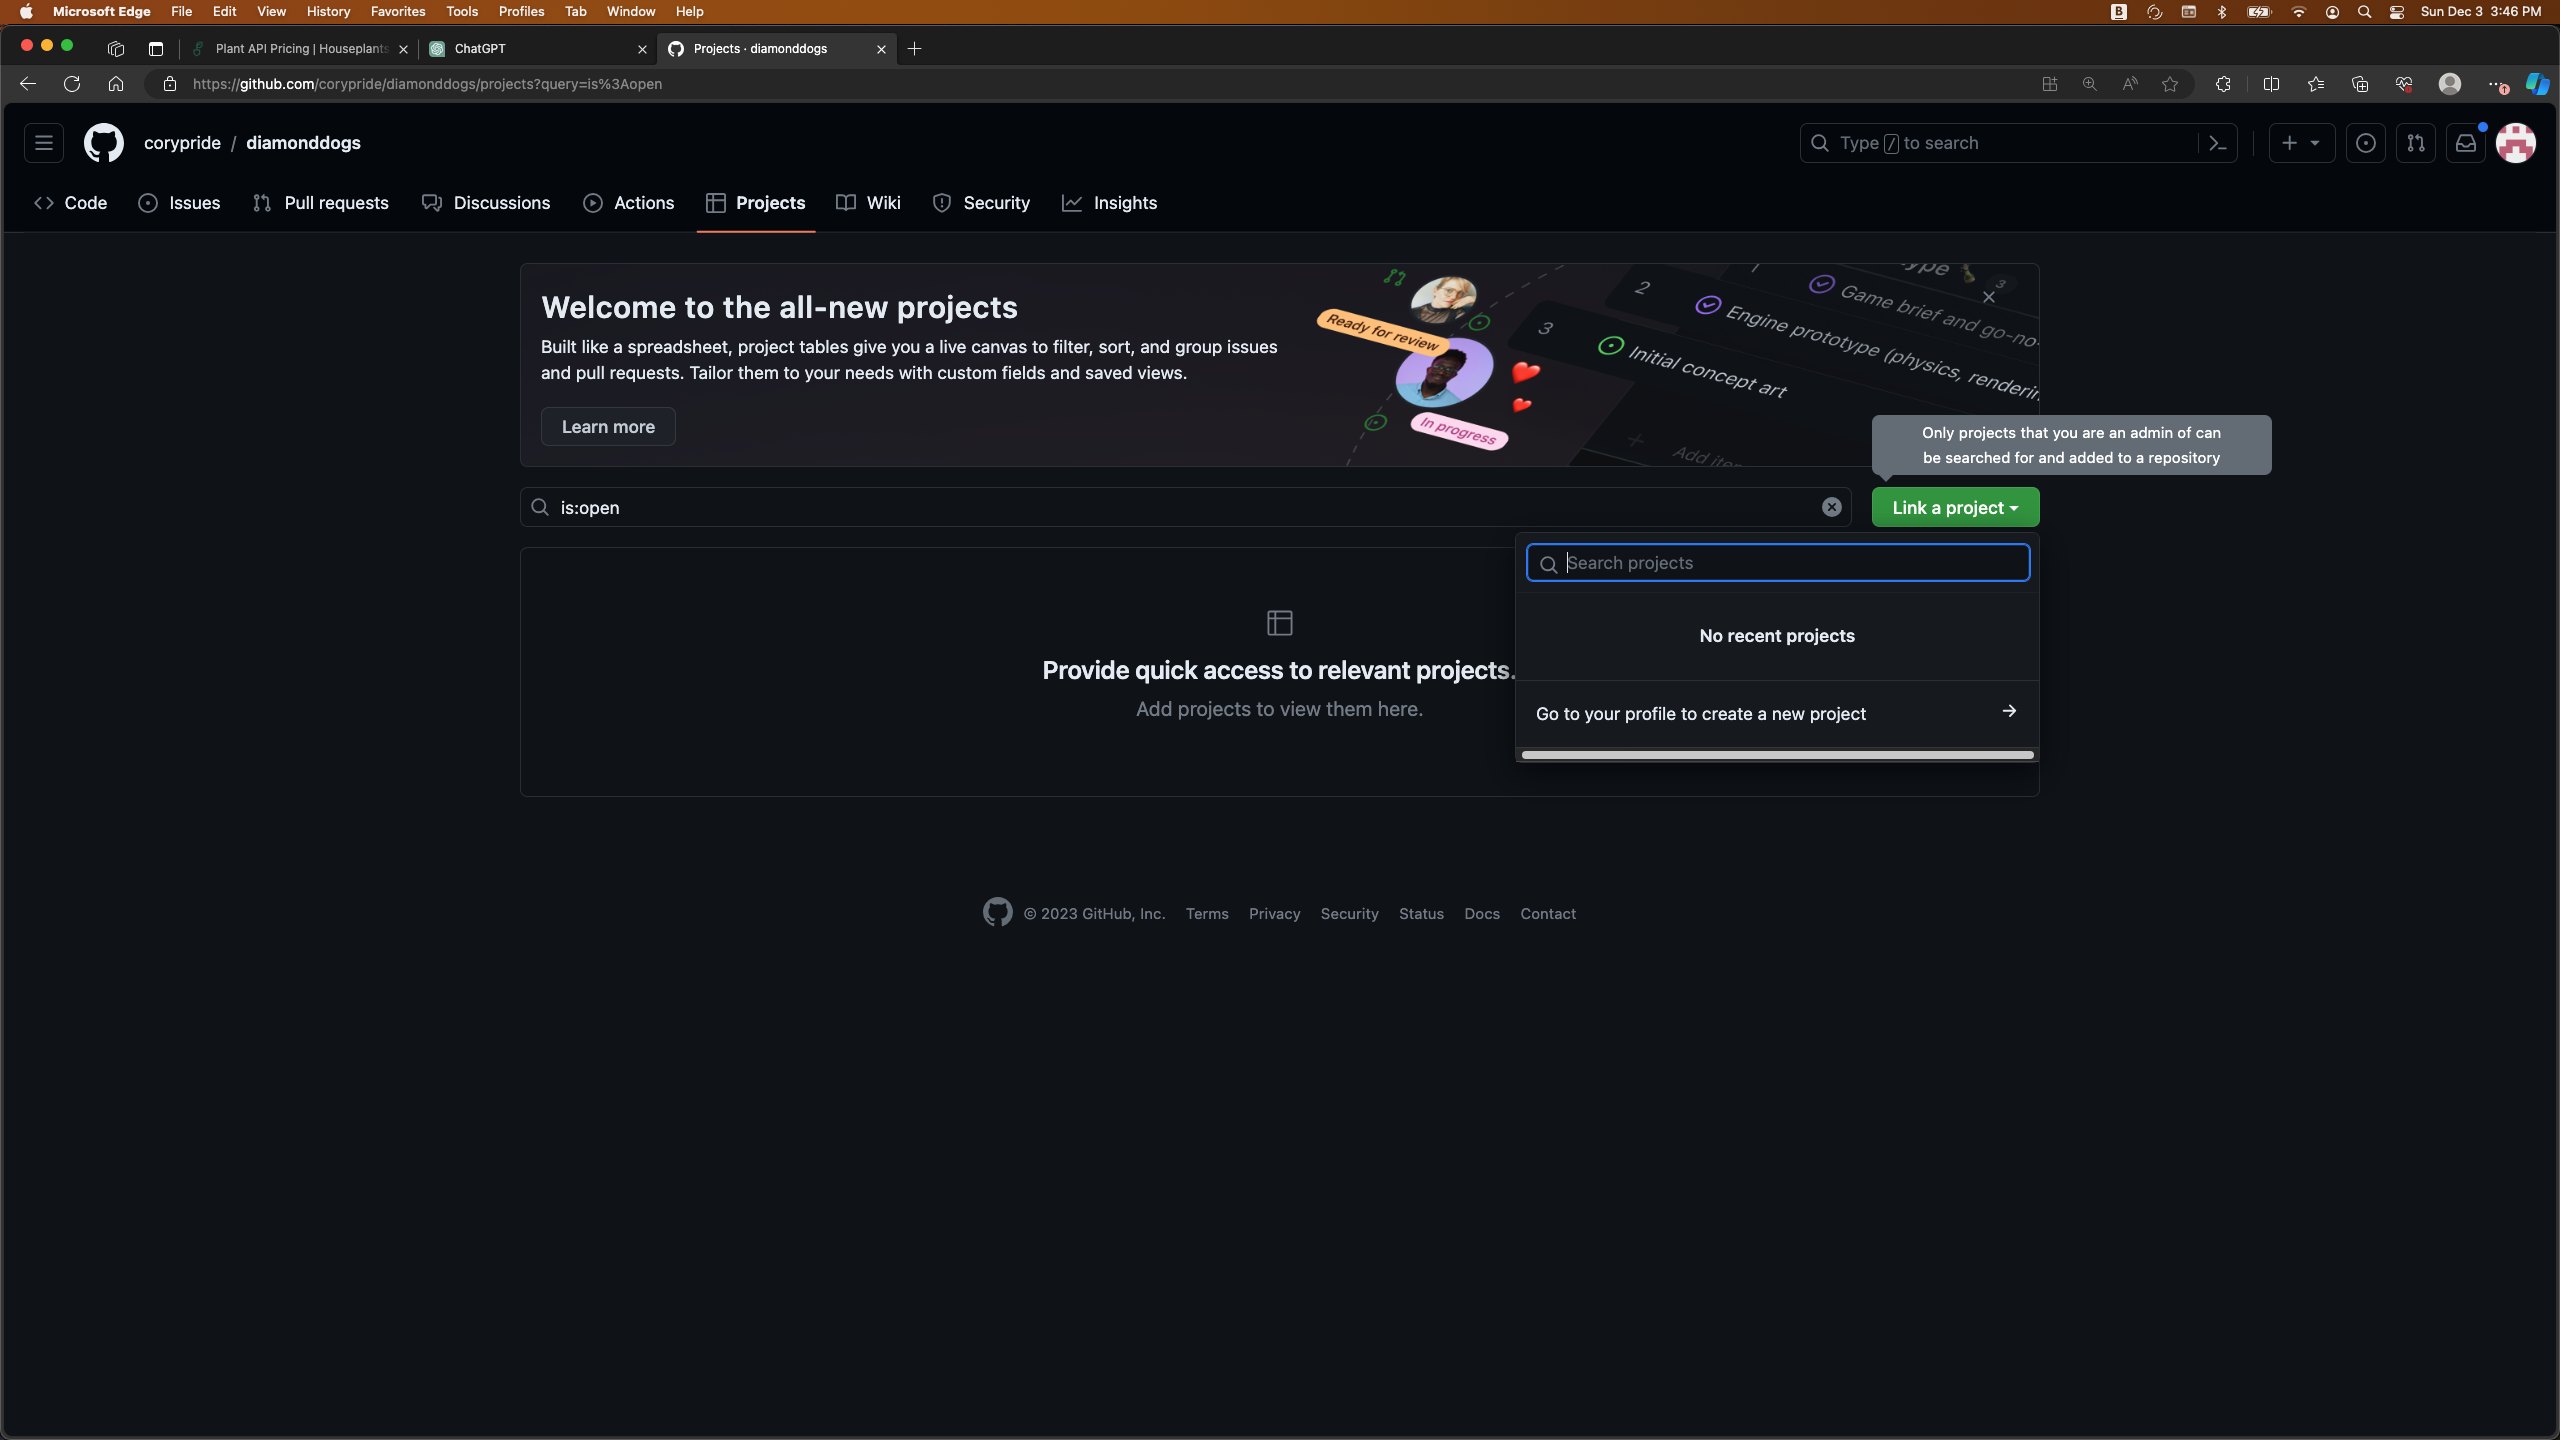 Microsoft Edge File Edit View History Favorites Tools Profiles Tab Window Help
B Sun Dec 3 3:46 PM
Plant API Pricing | Houseplants
ChatGPT
Projects · diamonddogs
https://github.com/corypride/diamonddogs/projects?query=is%3Aopen
corypride / diamonddogs
Type / to search
Code Issues Pull requests Discussions Actions Projects Wiki Security Insights
Welcome to the all-new projects
Built like a spreadsheet, project tables give you a live canvas to filter, sort, and group issues
and pull requests. Tailor them to your needs with custom fields and saved views.
Learn more
Ready for review
In progress
1 Game brief and go-no-
3
2 Engine prototype (physics, renderin
3 Initial concept art
Add ite
Only projects that you are an admin of can
be searched for and added to a repository
is:open
Link a project
Search projects
No recent projects
Go to your profile to create a new project
Provide quick access to relevant projects.
Add projects to view them here.
© 2023 GitHub, Inc. Terms Privacy Security Status Docs Contact